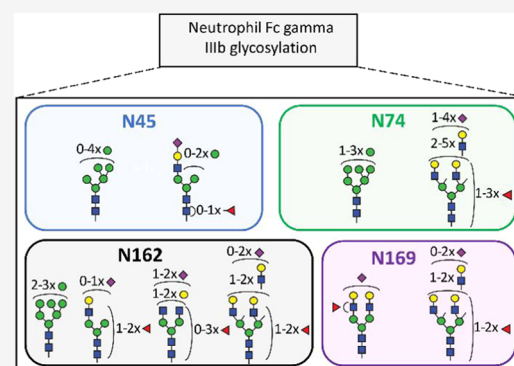 Neutrophil Fc gamma
IIIb glycosylation
N45
0-4x
0-2x
0-1x
N74
1-3x
1-4x
2-5x
1-3x
N162
2-3x
0-1x
1-2x
1-2x
1-2x
0-3x
0-2x
1-2x
1-2x
N169
0-2x
1-2x
1-2x